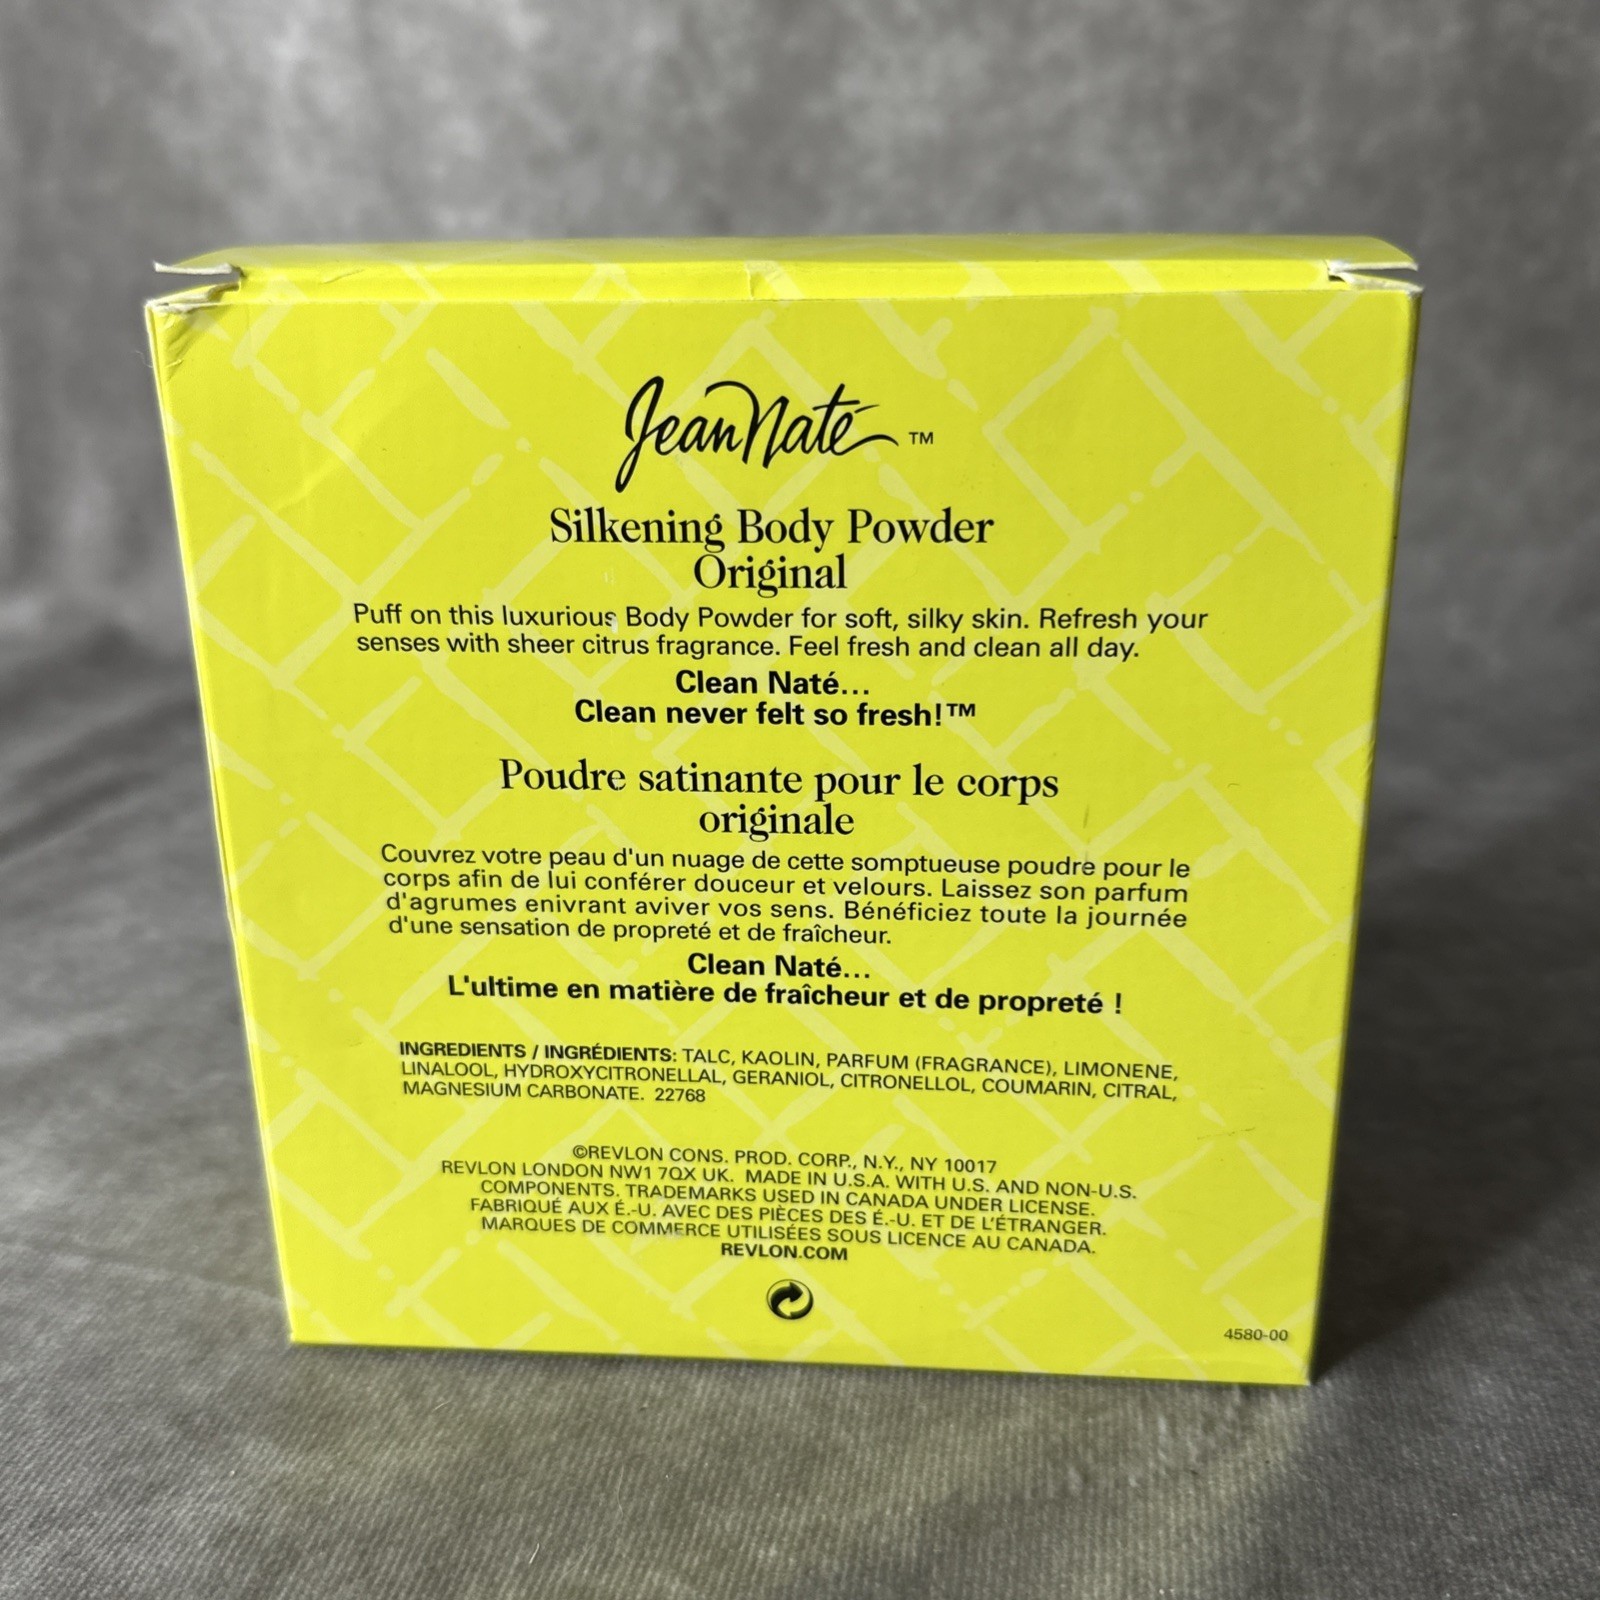 Jean Naté ™
Silkening Body Powder
Original
Puff on this luxurious Body Powder for soft, silky skin. Refresh your
senses with sheer citrus fragrance. Feel fresh and clean all day.
Clean Naté...
Clean never felt so fresh!™
Poudre satinante pour le corps
originale
Couvrez votre peau d'un nuage de cette somptueuse poudre pour le
corps afin de lui conférer douceur et velours. Laissez son parfum
d'agrumes enivrant aviver vos sens. Bénéficiez toute la journée
d'une sensation de propreté et de fraîcheur.
Clean Naté...
L'ultime en matière de fraîcheur et de propreté !
INGREDIENTS / INGRÉDIENTS: TALC, KAOLIN, PARFUM (FRAGRANCE), LIMONENE,
LINALOOL, HYDROXYCITRONELLAL, GERANIOL, CITRONELLOL, COUMARIN, CITRAL,
MAGNESIUM CARBONATE. 22768
©REVLON CONS. PROD. CORP., N.Y., NY 10017
REVLON LONDON NW1 7QX UK. MADE IN U.S.A. WITH U.S. AND NON-U.S.
COMPONENTS. TRADEMARKS USED IN CANADA UNDER LICENSE.
FABRIQUÉ AUX É.-U. AVEC DES PIÈCES DES É.-U. ET DE L'ÉTRANGER.
MARQUES DE COMMERCE UTILISÉES SOUS LICENCE AU CANADA.
REVLON.COM
4580-00